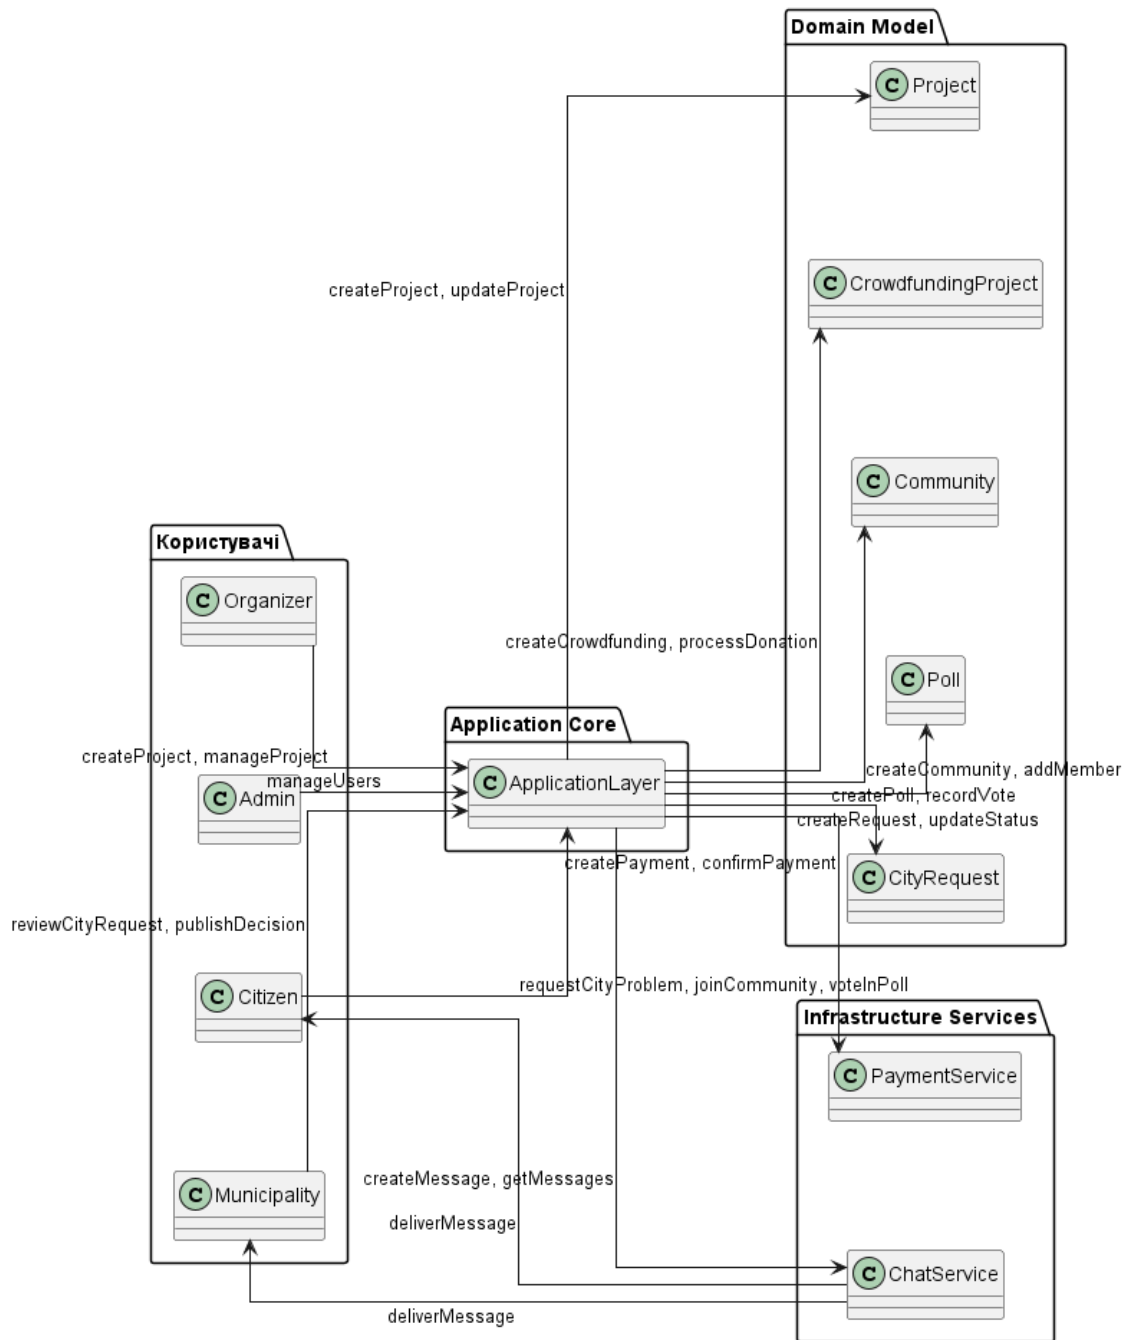 Domain Model
C Project
createProject, updateProject
C CrowdfundingProject
C Community
Користувачі
C Organizer
createCrowdfunding, processDonation
C Poll
Application Core
createProject, manageProject
C ApplicationLayer
manageUsers
createCommunity, addMember
C Admin
createPoll, recordVote
createRequest, updateStatus
createPayment, confirmPayment
C CityRequest
reviewCityRequest, publishDecision
C Citizen
requestCityProblem, joinCommunity, voteInPoll
Infrastructure Services
C PaymentService
createMessage, getMessages
C Municipality
deliverMessage
C ChatService
deliverMessage